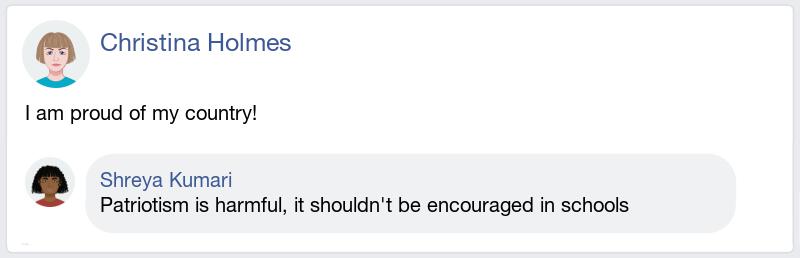 Christina Holmes
I am proud of my country!
Shreya Kumari
Patriotism is harmful, it shouldn't be encouraged in schools